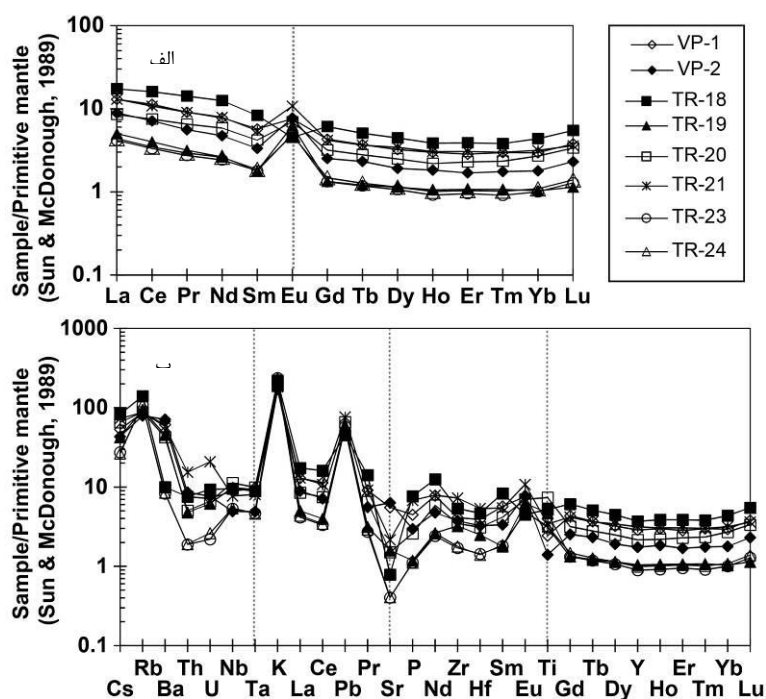 100
10
1
0.1
Sample/Primitive mantle
(Sun & McDonough, 1989)
الف
La Ce Pr Nd Sm Eu Gd Tb Dy Ho Er Tm Yb Lu
VP-1
VP-2
TR-18
TR-19
TR-20
TR-21
TR-23
TR-24
1000
100
10
1
0.1
Sample/Primitive mantle
(Sun & McDonough, 1989)
Rb Th Nb K Ce Pr P Zr Sm Ti Tb Y Er Yb
Cs Ba U Ta La Pb Sr Nd Hf Eu Gd Dy Ho Tm Lu